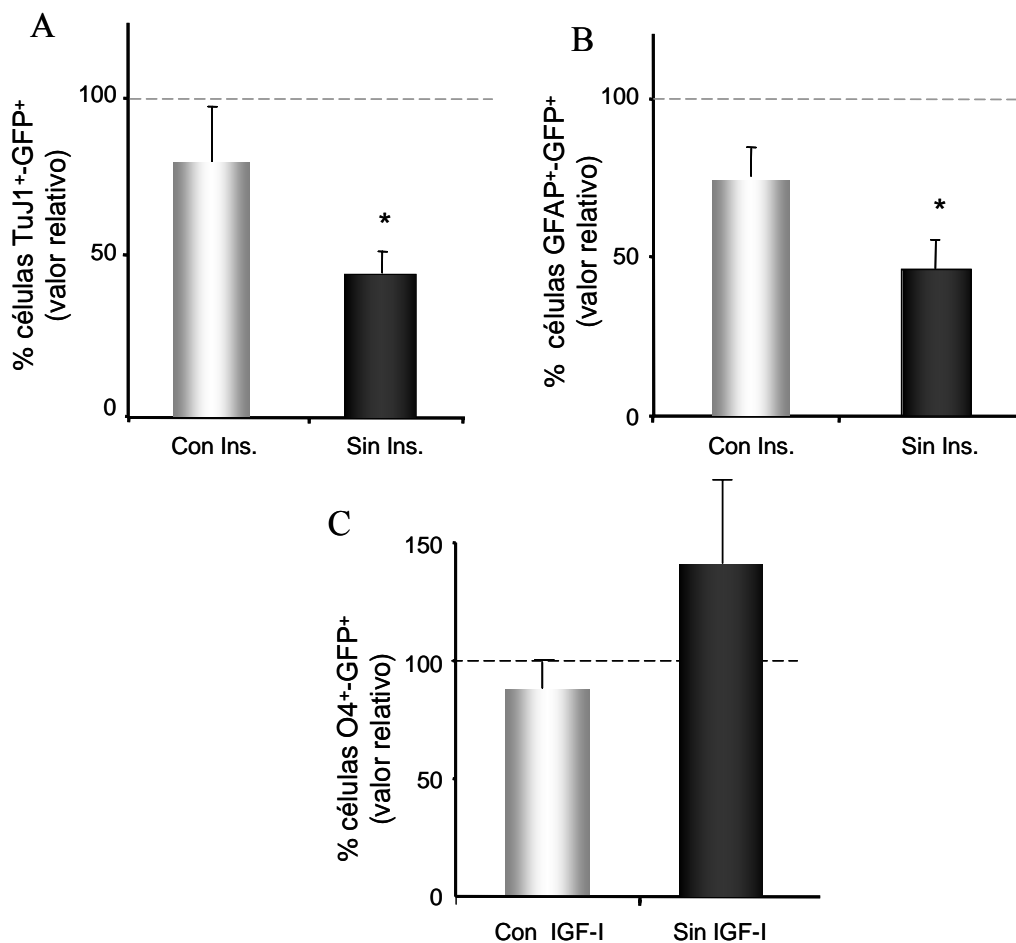 A
% células TuJ1+-GFP+
(valor relativo)
100
50
0
*
Con Ins.
Sin Ins.
B
% células GFAP+-GFP+
(valor relativo)
100
50
0
*
Con Ins.
Sin Ins.
C
% células O4+-GFP+
(valor relativo)
150
100
50
0
Con IGF-I
Sin IGF-I